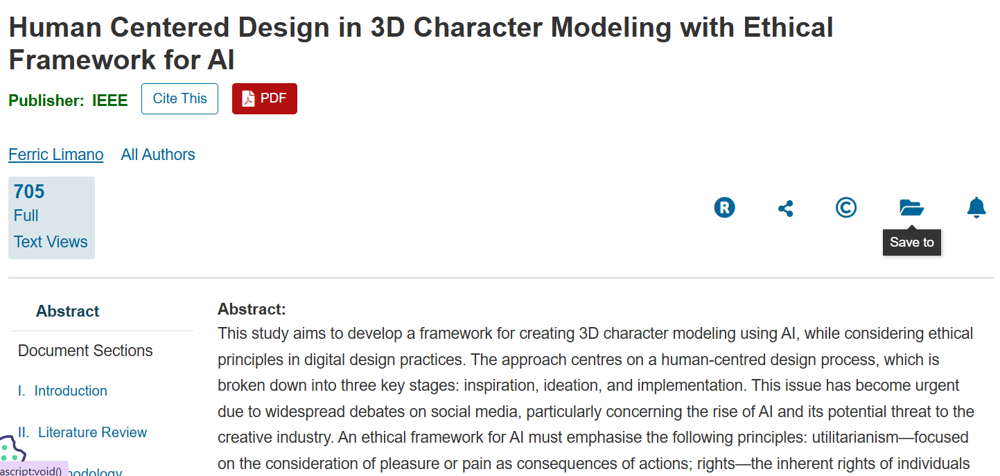 Human Centered Design in 3D Character Modeling with Ethical
Framework for AI
Publisher: IEEE
Cite This
PDF
Ferric Limano
All Authors
705
Full
Text Views
R
C
Save to
Abstract
Document Sections
I. Introduction
II. Literature Review
hodology
ascript:void()
Abstract:
This study aims to develop a framework for creating 3D character modeling using AI, while considering ethical
principles in digital design practices. The approach centres on a human-centred design process, which is
broken down into three key stages: inspiration, ideation, and implementation. This issue has become urgent
due to widespread debates on social media, particularly concerning the rise of AI and its potential threat to the
creative industry. An ethical framework for AI must emphasise the following principles: utilitarianism—focused
on the consideration of pleasure or pain as consequences of actions; rights—the inherent rights of individuals